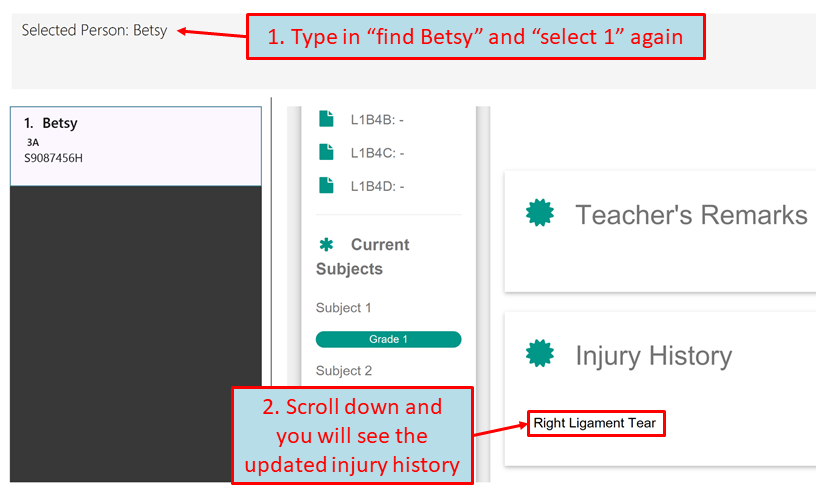 Selected Person: Betsy
1. Type in “find Betsy” and “select 1” again
1. Betsy
3A
S9087456H
L1B4B: -
L1B4C: -
L1B4D: -
Current
Subjects
Subject 1
Grade 1
Subject 2
Teacher's Remarks
Injury History
Right Ligament Tear
2. Scroll down and
you will see the
updated injury history